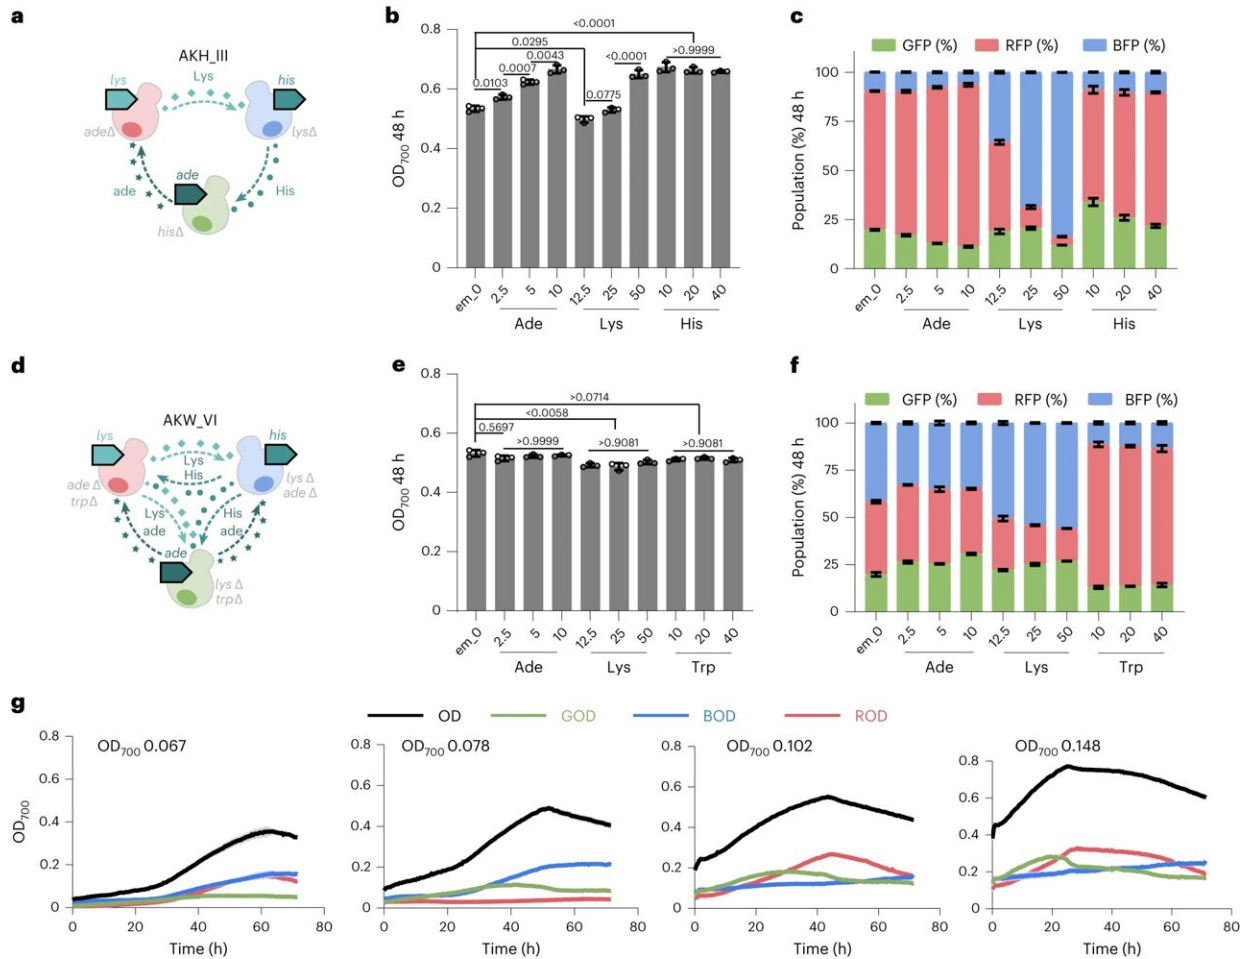 a
AKH_III
lys
Lys
his
adeΔ
lysΔ
ade
ade
His
hisΔ
b
<0.0001
0.0295
0.0043
0.0007
0.0103
<0.0001
0.0775
>0.9999
OD700 48 h
0.8
0.6
0.4
0.2
0
em_0 2.5 5 10 12.5 25 50 10 20 40
Ade Lys His
c
GFP (%) RFP (%) BFP (%)
Population (%) 48 h
100
75
50
25
0
em_0 2.5 5 10 12.5 25 50 10 20 40
Ade Lys His
d
AKW_VI
lys
Lys
His
his
ade Δ
trpΔ
lys Δ
ade Δ
Lys
ade
His
ade
ade
lys Δ
trpΔ
e
>0.0714
<0.0058
0.5697
>0.9999
>0.9081
>0.9081
OD700 48 h
0.8
0.6
0.4
0.2
0
em_0 2.5 5 10 12.5 25 50 10 20 40
Ade Lys Trp
f
GFP (%) RFP (%) BFP (%)
Population (%) 48 h
100
75
50
25
0
em_0 2.5 5 10 12.5 25 50 10 20 40
Ade Lys Trp
g
OD GOD BOD ROD
OD700 0.067
OD700
0.8
0.6
0.4
0.2
0
0 20 40 60 80
Time (h)
OD700 0.078
0.8
0.6
0.4
0.2
0
0 20 40 60 80
Time (h)
OD700 0.102
0.8
0.6
0.4
0.2
0
0 20 40 60 80
Time (h)
OD700 0.148
0.8
0.6
0.4
0.2
0
0 20 40 60 80
Time (h)